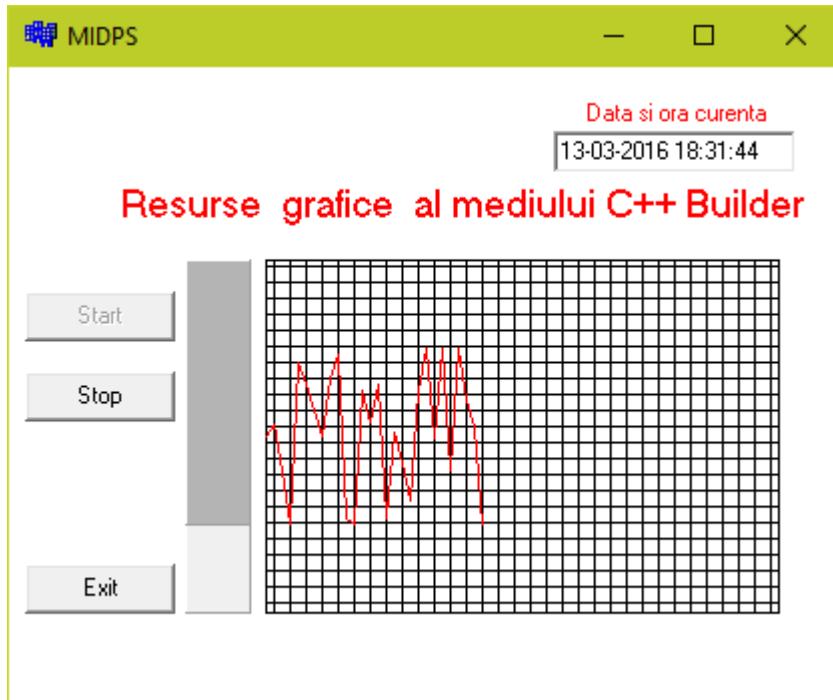 MIDPS
Data si ora curenta
13-03-2016 18:31:44
Resurse grafice al mediului C++ Builder
Start
Stop
Exit